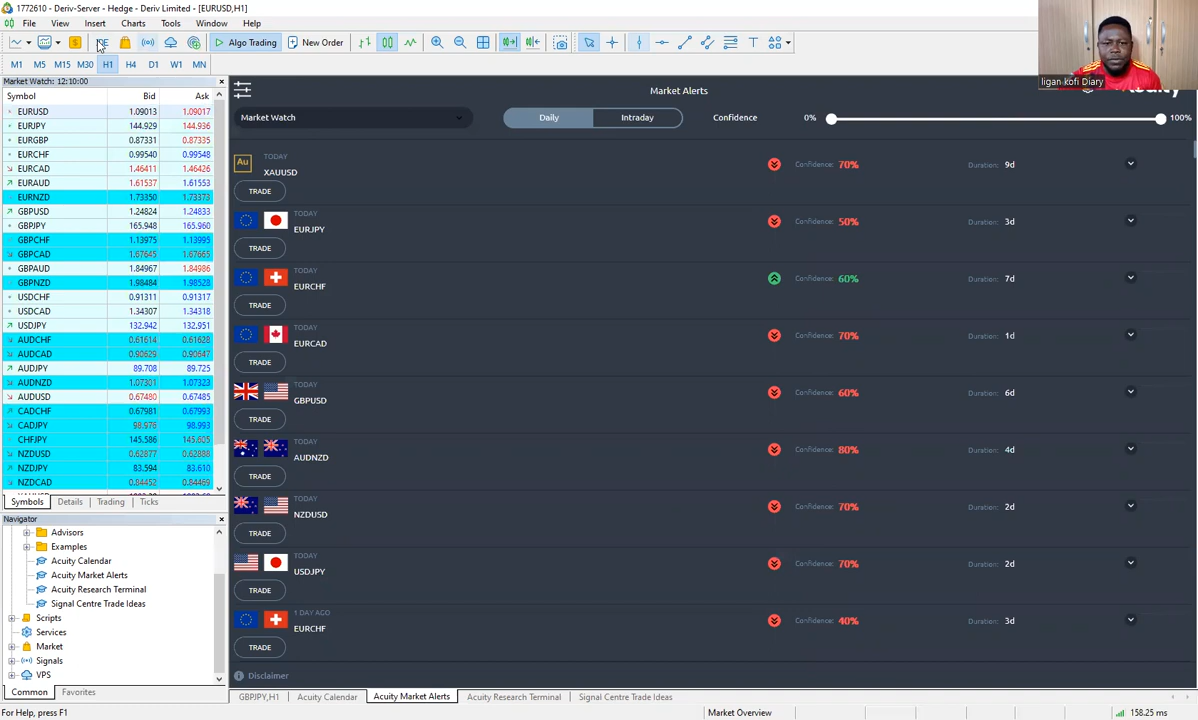 1772610 - Deriv-Server - Hedge - Deriv Limited - [EURUSD,H1]
File View Insert Charts Tools Window Help
IDE Algo Trading New Order
M1 M5 M15 M30 H1 H4 D1 W1 MN
ligan kofi Diary
Market Watch: 12:10:00
Symbol Bid Ask
EURUSD 1.09013 1.09017
EURJPY 144.929 144.936
EURGBP 0.87331 0.87335
EURCHF 0.99540 0.99548
EURCAD 1.46411 1.46426
EURAUD 1.61537 1.61553
EURNZD 1.73350 1.73373
GBPUSD 1.24824 1.24833
GBPJPY 165.948 165.960
GBPCHF 1.13975 1.13995
GBPCAD 1.67645 1.67665
GBPAUD 1.84967 1.84986
GBPNZD 1.98484 1.98528
USDCHF 0.91311 0.91317
USDCAD 1.34307 1.34318
USDJPY 132.942 132.951
AUDCHF 0.61614 0.61628
AUDCAD 0.90629 0.90647
AUDJPY 89.708 89.725
AUDNZD 1.07301 1.07323
AUDUSD 0.67480 0.67485
CADCHF 0.67981 0.67993
CADJPY 98.976 98.993
CHFJPY 145.586 145.605
NZDUSD 0.62877 0.62888
NZDJPY 83.594 83.610
NZDCAD 0.84452 0.84469
Symbols Details Trading Ticks
Navigator
Advisors
Examples
Acuity Calendar
Acuity Market Alerts
Acuity Research Terminal
Signal Centre Trade Ideas
Scripts
Services
Market
Signals
VPS
Common Favorites
Market Alerts
Market Watch Daily Intraday Confidence 0% 100%
Au TODAY
XAUUSD Confidence: 70% Duration: 9d
TRADE
TODAY
EURJPY Confidence: 50% Duration: 3d
TRADE
TODAY
EURCHF Confidence: 60% Duration: 7d
TRADE
TODAY
EURCAD Confidence: 70% Duration: 1d
TRADE
TODAY
GBPUSD Confidence: 60% Duration: 6d
TRADE
TODAY
AUDNZD Confidence: 80% Duration: 4d
TRADE
TODAY
NZDUSD Confidence: 70% Duration: 2d
TRADE
TODAY
USDJPY Confidence: 70% Duration: 2d
TRADE
1 DAY AGO
EURCHF Confidence: 40% Duration: 3d
TRADE
Disclaimer
GBPJPY,H1 Acuity Calendar Acuity Market Alerts Acuity Research Terminal Signal Centre Trade Ideas
For Help, press F1 Market Overview 158.25 ms